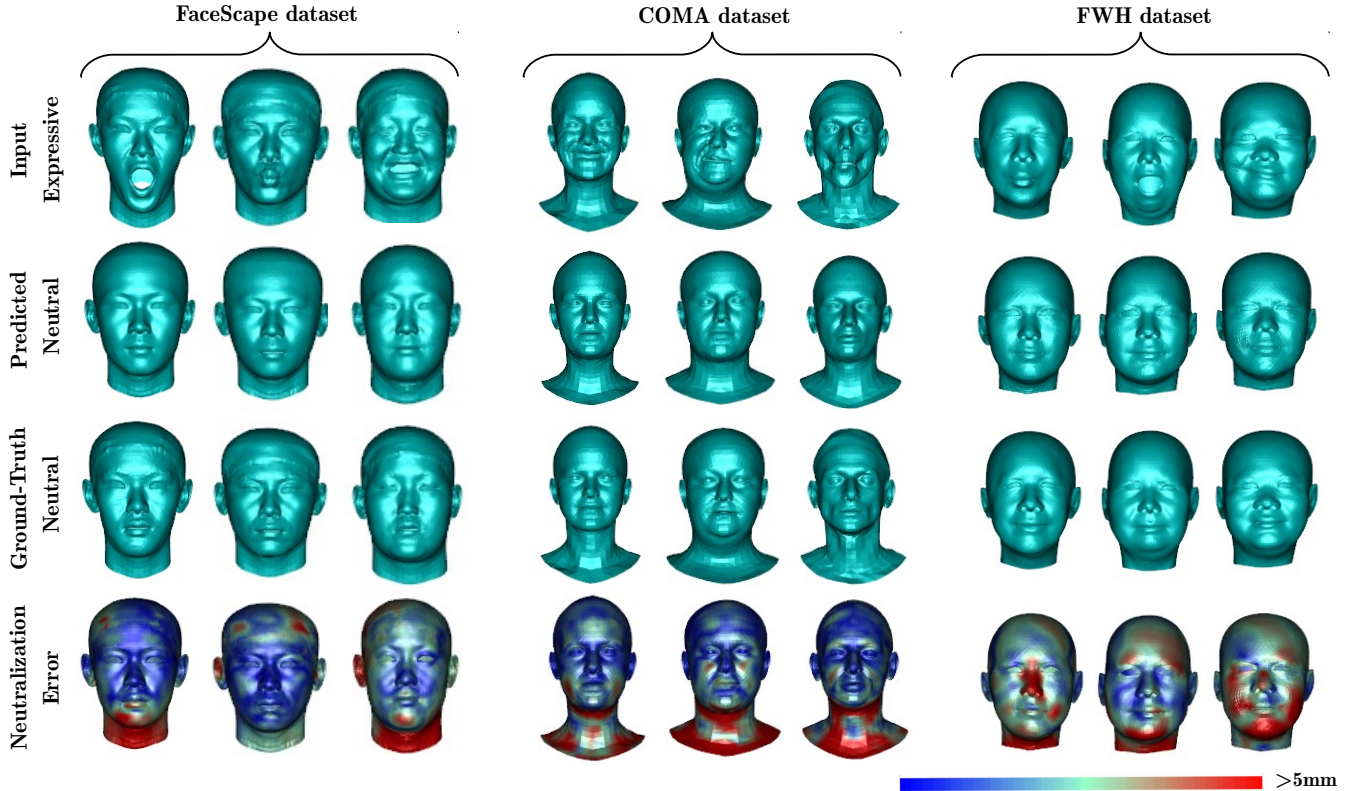 FaceScape dataset
COMA dataset
FWH dataset
Input
Expressive
Predicted
Neutral
Ground-Truth
Neutral
Neutralization
Error
>5mm